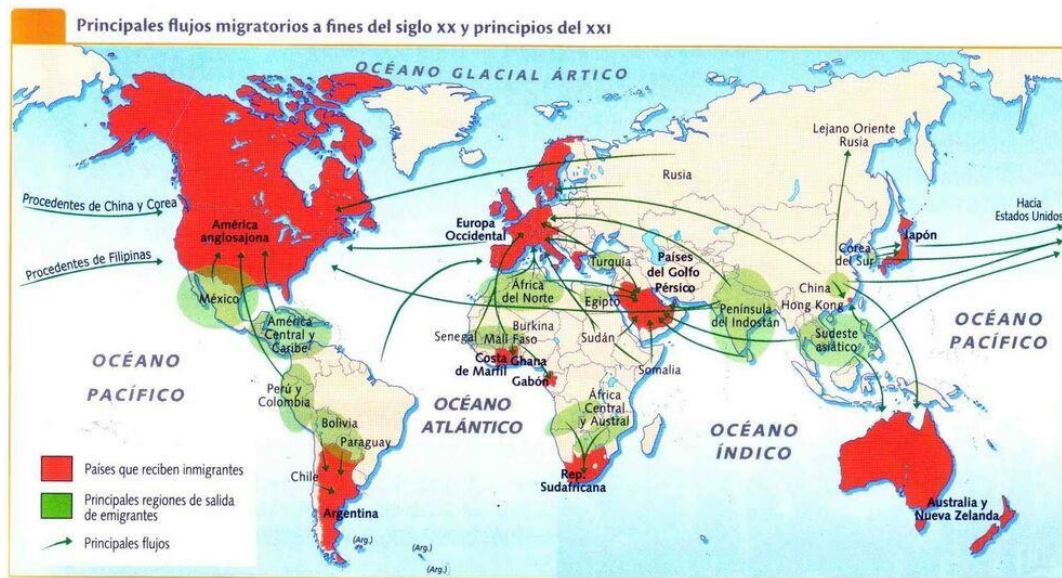 Principales flujos migratorios a fines del siglo XX y principios del XXI
OCÉANO GLACIAL ÁRTICO
Lejano Oriente
Rusia
Rusia
Procedentes de China y Corea
América
anglosajona
Europa
Occidental
Hacia
Estados Unidos
Japón
Corea
del Sur
Turquía
Países
del Golfo
Pérsico
Procedentes de Filipinas
China
Hong Kong
México
África
del Norte
Egipto
Península
del Indostán
América
Central y
Caribe
Senegal
Burkina
Malí Faso
Sudán
Sudeste
asiático
OCÉANO
PACÍFICO
Costa
de Marfil
Ghana
Gabón
Somalia
OCÉANO
PACÍFICO
Perú y
Colombia
OCÉANO
ATLÁNTICO
África
Central
y Austral
Bolivia
Paraguay
OCÉANO
ÍNDICO
Chile
Rep.
Sudafricana
Argentina
Australia y
Nueva Zelanda
(Arg.)
(Arg.)
(Arg.)
Países que reciben inmigrantes
Principales regiones de salida
de emigrantes
Principales flujos